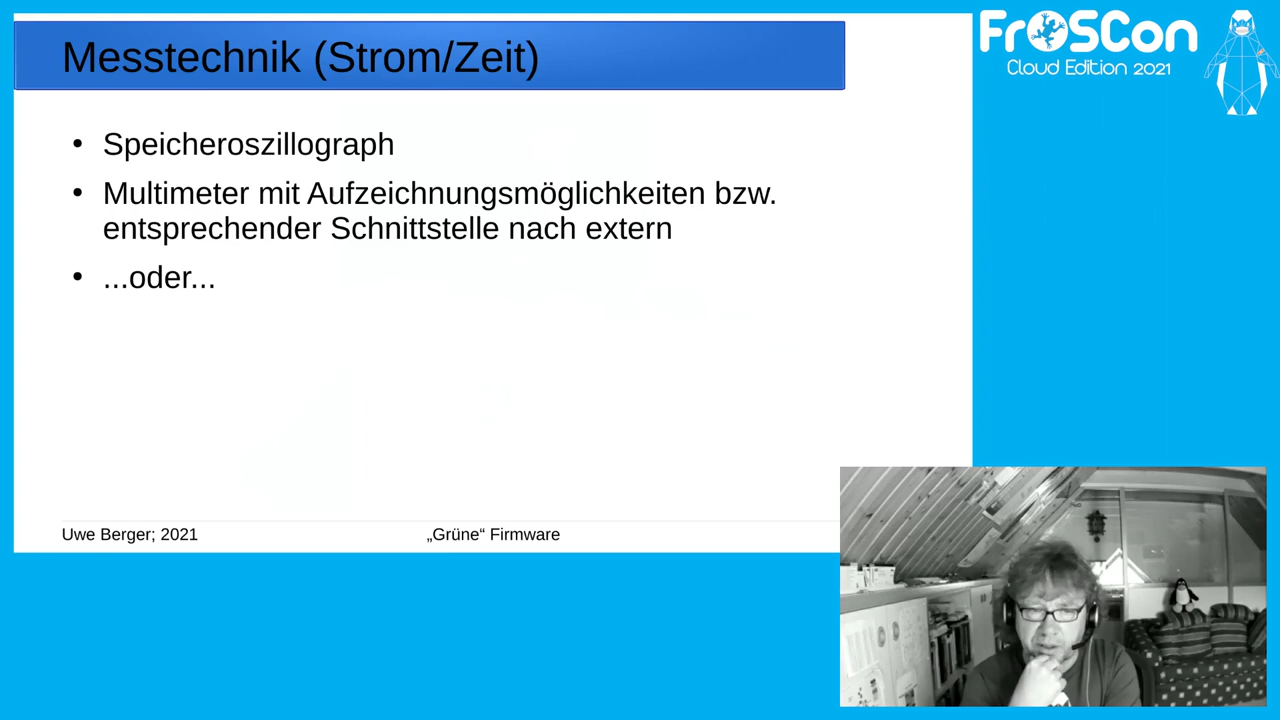 Messtechnik (Strom/Zeit)
FrOSCon
Cloud Edition 2021
• Speicheroszillograph
• Multimeter mit Aufzeichnungsmöglichkeiten bzw.
entsprechender Schnittstelle nach extern
• ...oder...
Uwe Berger; 2021
„Grüne“ Firmware